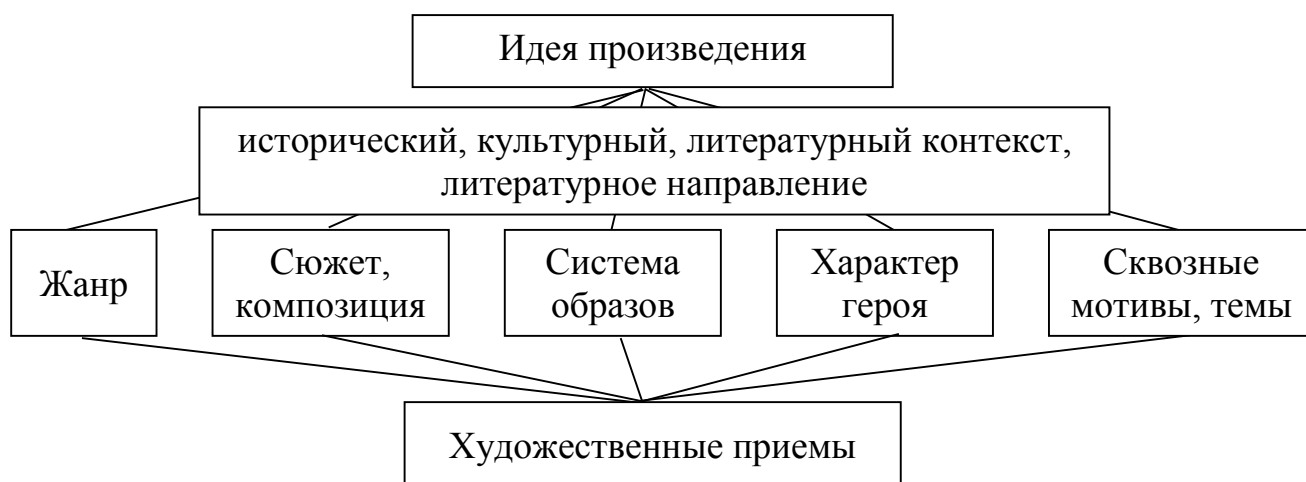 Идея произведения
исторический, культурный, литературный контекст,
литературное направление
Жанр
Сюжет,
композиция
Система
образов
Характер
героя
Сквозные
мотивы, темы
Художественные приемы